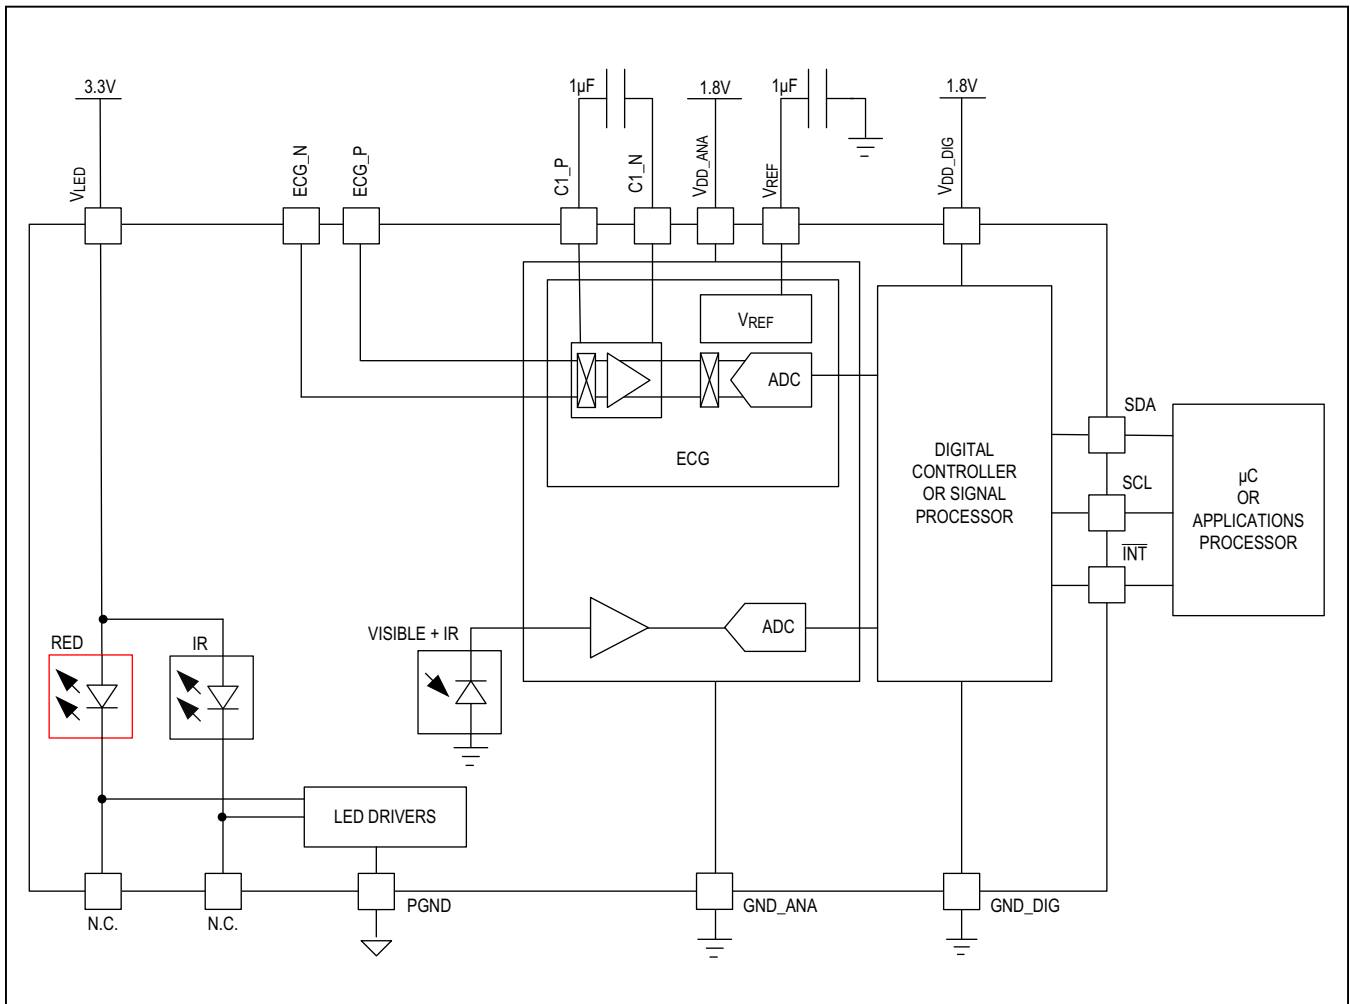 3.3V
1µF
1.8V
1µF
1.8V
VLED
ECG_N
ECG_P
C1_P
C1_N
VDD_ANA
VREF
VDD_DIG
VREF
ADC
ECG
DIGITAL
CONTROLLER
OR SIGNAL
PROCESSOR
SDA
SCL
INT
µC
OR
APPLICATIONS
PROCESSOR
RED
IR
VISIBLE + IR
ADC
LED DRIVERS
N.C.
N.C.
PGND
GND_ANA
GND_DIG